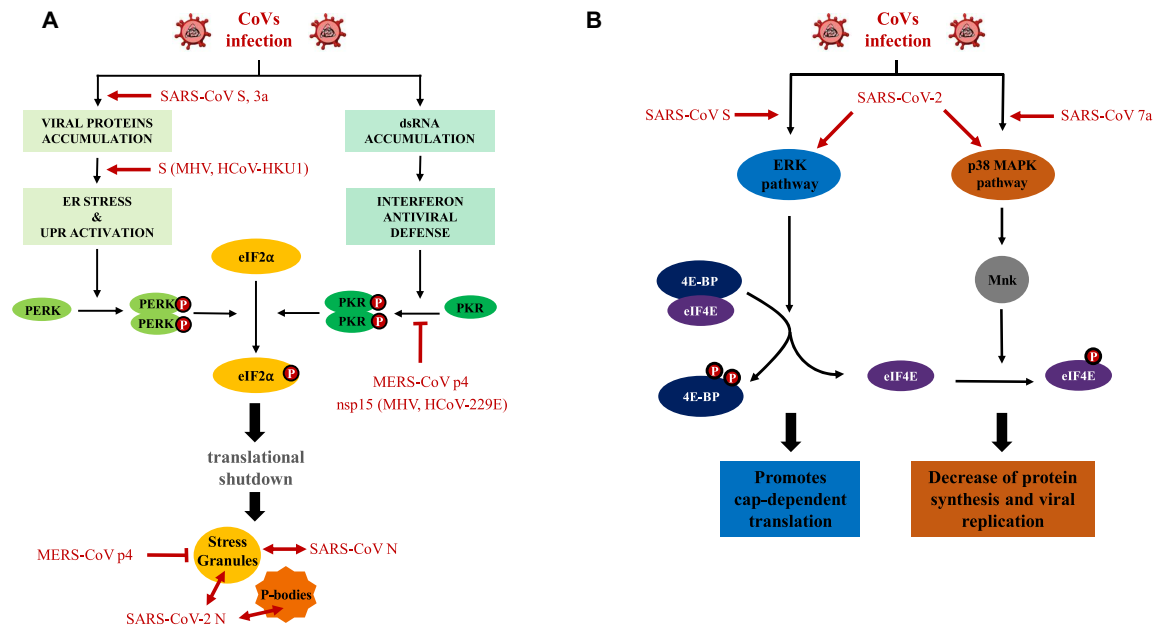 A
CoVs
infection
SARS-CoV S, 3a
VIRAL PROTEINS
ACCUMULATION
dsRNA
ACCUMULATION
S (MHV, HCoV-HKU1)
ER STRESS
&
UPR ACTIVATION
INTERFERON
ANTIVIRAL
DEFENSE
eIF2α
PERK
PERK P
PERK P
PKR P
PKR P
PKR
eIF2α P
MERS-CoV p4
nsp15 (MHV, HCoV-229E)
translational
shutdown
MERS-CoV p4
Stress
Granules
SARS-CoV N
P-bodies
SARS-CoV-2 N
B
CoVs
infection
SARS-CoV S
SARS-CoV-2
SARS-CoV 7a
ERK
pathway
p38 MAPK
pathway
4E-BP
eIF4E
Mnk
P P
4E-BP
eIF4E
P
eIF4E
Promotes
cap-dependent
translation
Decrease of protein
synthesis and viral
replication